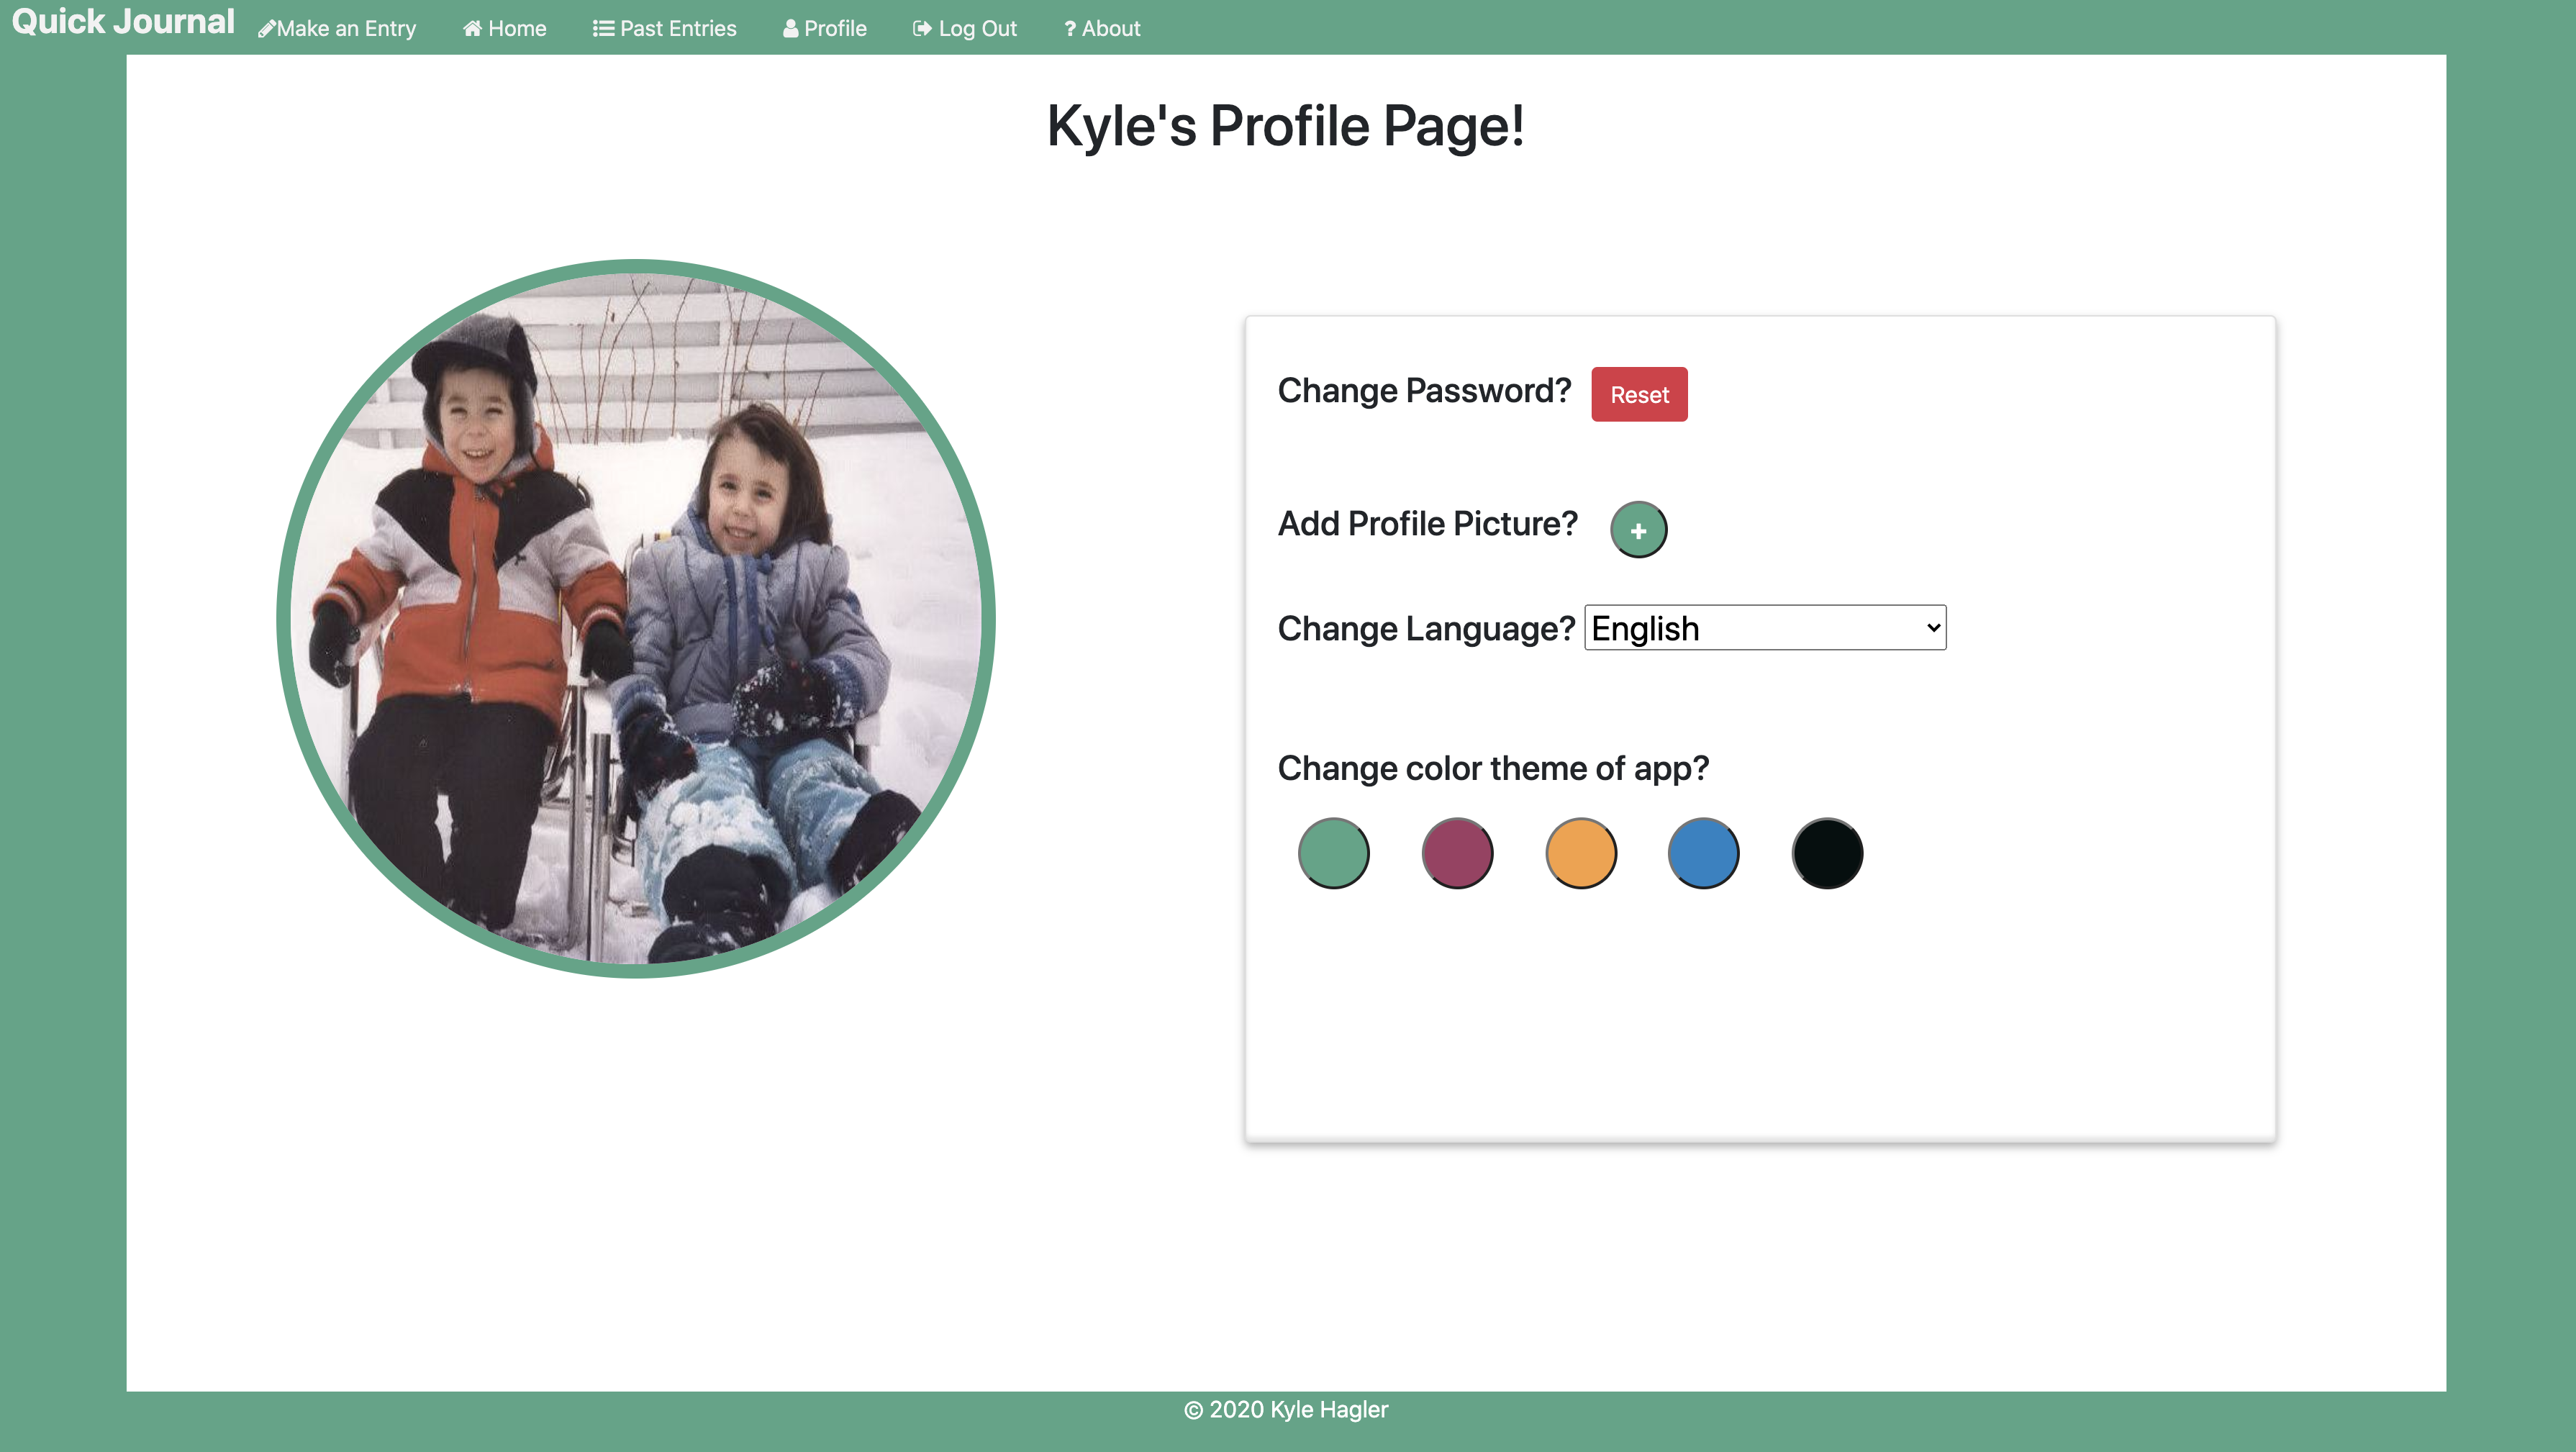 Quick Journal Make an Entry Home Past Entries Profile Log Out ? About
Kyle's Profile Page!
Change Password? Reset
Add Profile Picture? +
Change Language? English
Change color theme of app?
© 2020 Kyle Hagler